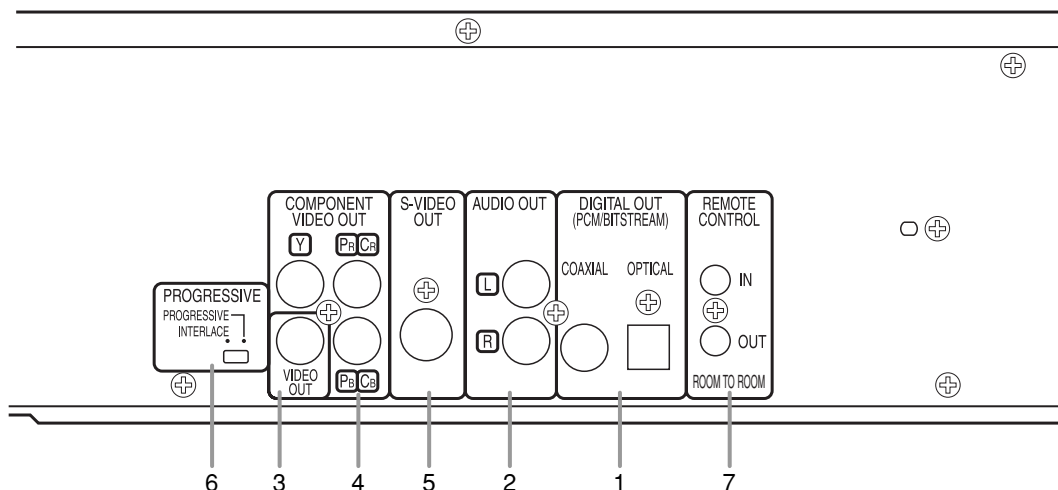 COMPONENT
VIDEO OUT
Y
PR CR
VIDEO
OUT
PB CB
S-VIDEO
OUT
AUDIO OUT
L
R
DIGITAL OUT
(PCM/BITSTREAM)
COAXIAL
OPTICAL
REMOTE
CONTROL
IN
OUT
ROOM TO ROOM
PROGRESSIVE
PROGRESSIVE
INTERLACE
6 3 4 5 2 1 7